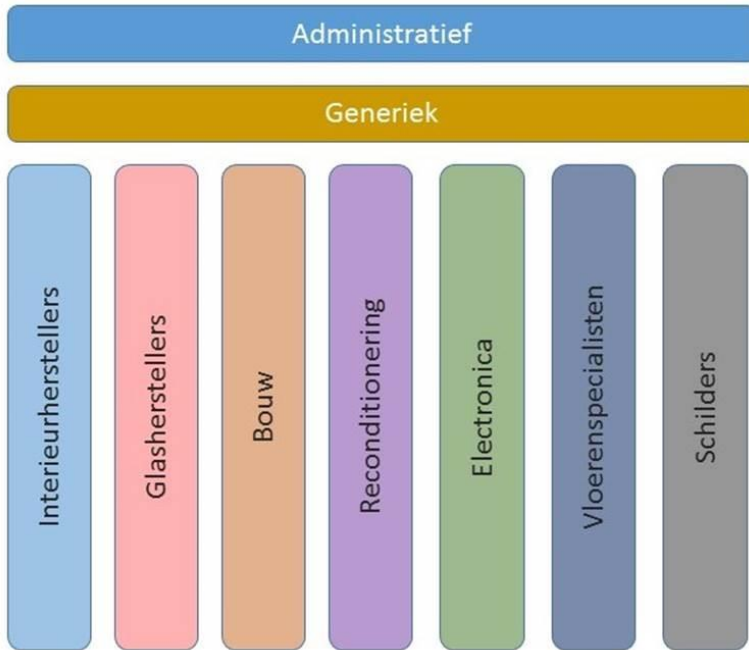 Administratief
Generiek
Interieurherstellers
Glasherstellers
Bouw
Reconditionering
Electronica
Vloerenspecialisten
Schilders